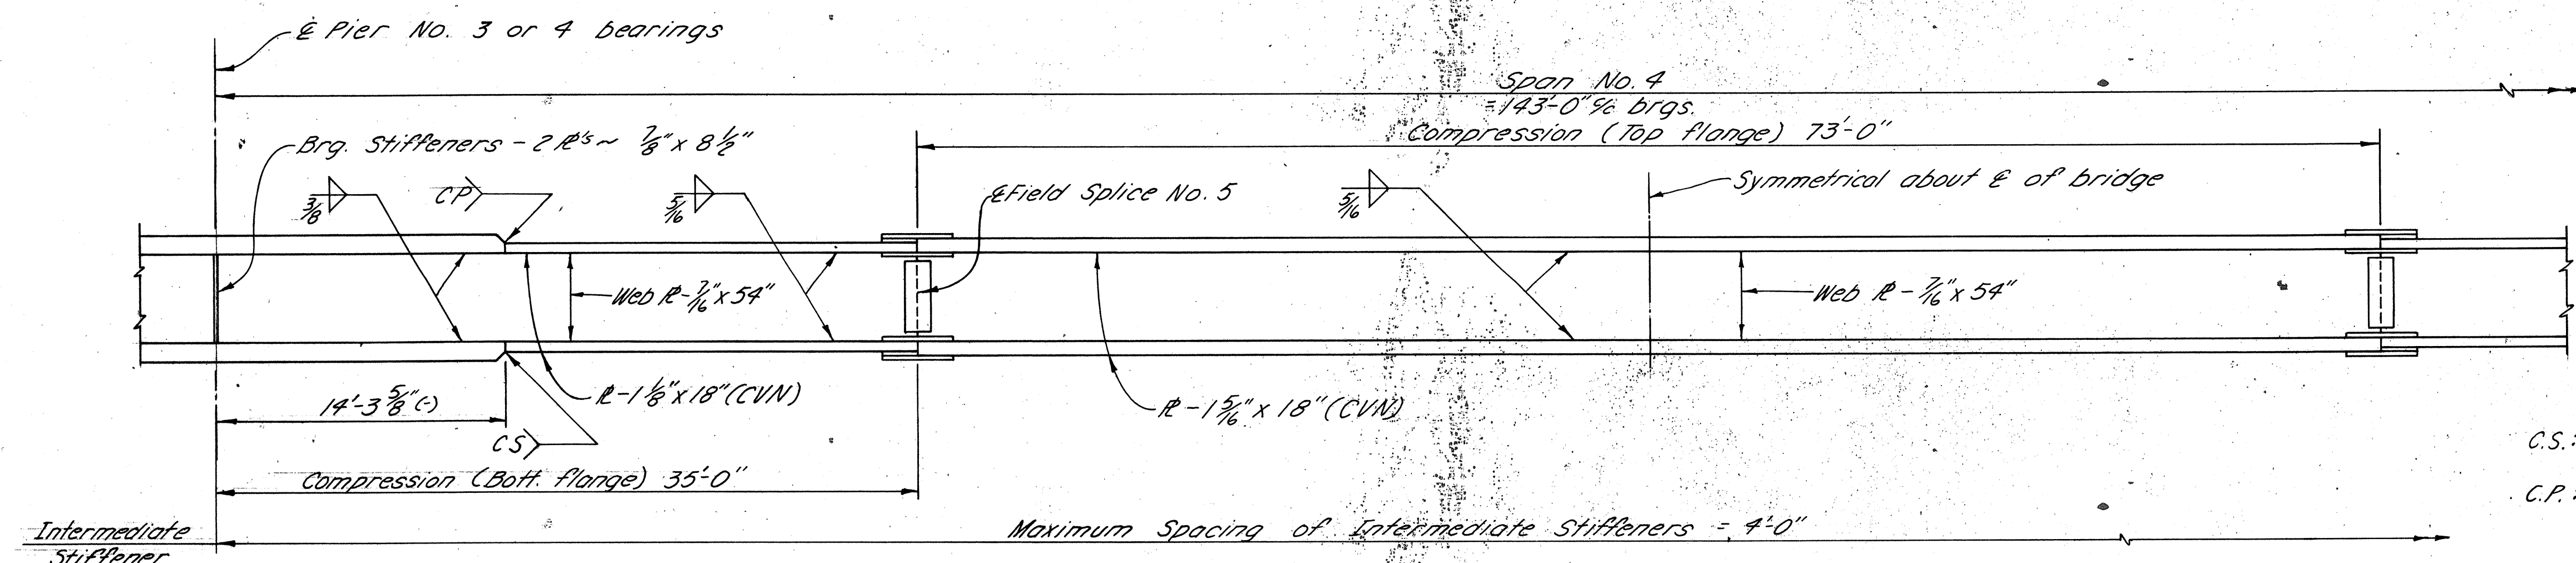 ℄ Pier No. 3 or 4 bearings
Span No. 4
=143'-0" c/c brgs.
Compression (Top flange) 73'-0"
Brg. Stiffeners - 2 ℞'s ~ 7/8" x 8 1/2"
3/8
CP
5/16
℄ Field Splice No. 5
5/16
Symmetrical about ℄ of bridge
Web ℞ - 7/16" x 54"
Web ℞ - 7/16" x 54"
14'-3 5/8" (-)
℞ - 1 1/8" x 18" (CVN)
℞ - 1 5/16" x 18" (CVN)
CS
C.S.:
Compression (Bott. flange) 35'-0"
C.P.:
Intermediate
Stiffener
Maximum Spacing of Intermediate Stiffeners = 4'-0"